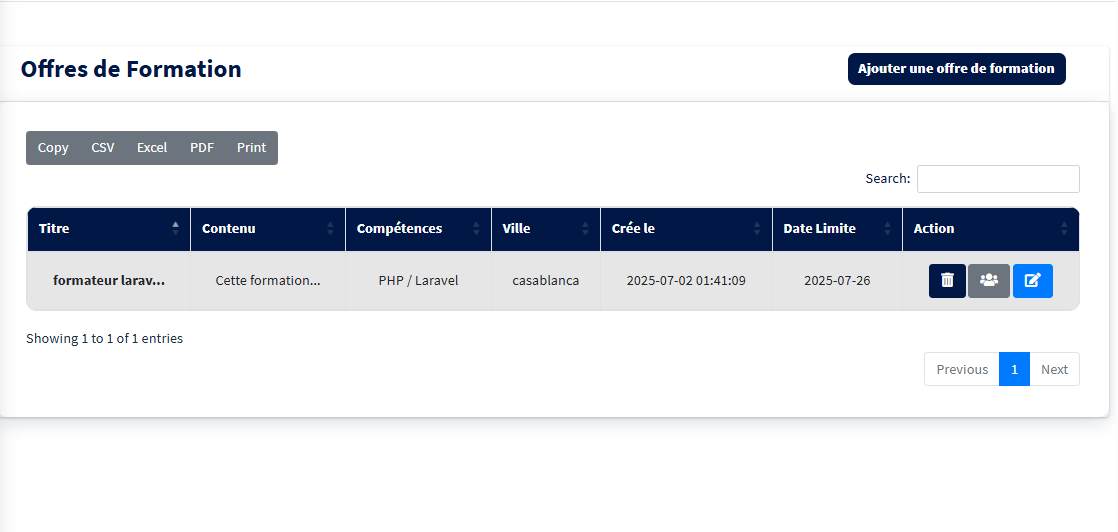 Offres de Formation
Ajouter une offre de formation
Copy CSV Excel PDF Print
Search:
Titre Contenu Compétences Ville Crée le Date Limite Action
formateur larav... Cette formation... PHP / Laravel casablanca 2025-07-02 01:41:09 2025-07-26
Showing 1 to 1 of 1 entries
Previous 1 Next